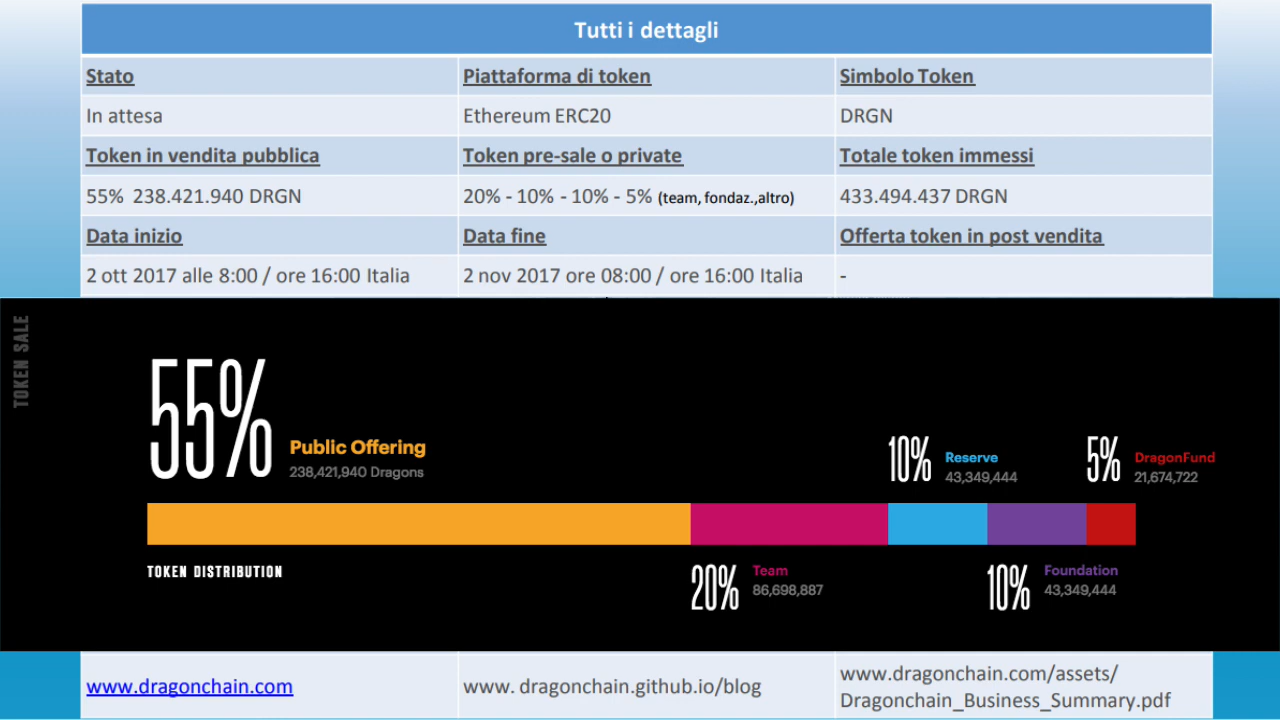 Tutti i dettagli
Stato Piattaforma di token Simbolo Token
In attesa Ethereum ERC20 DRGN
Token in vendita pubblica Token pre-sale o private Totale token immessi
55% 238.421.940 DRGN 20% - 10% - 10% - 5% (team, fondaz.,altro) 433.494.437 DRGN
Data inizio Data fine Offerta token in post vendita
2 ott 2017 alle 8:00 / ore 16:00 Italia 2 nov 2017 ore 08:00 / ore 16:00 Italia -
TOKEN SALE
55% Public Offering
238,421,940 Dragons
10% Reserve
43,349,444
5% DragonFund
21,674,722
TOKEN DISTRIBUTION
20% Team
86,698,887
10% Foundation
43,349,444
www.dragonchain.com
www. dragonchain.github.io/blog
www.dragonchain.com/assets/
Dragonchain_Business_Summary.pdf